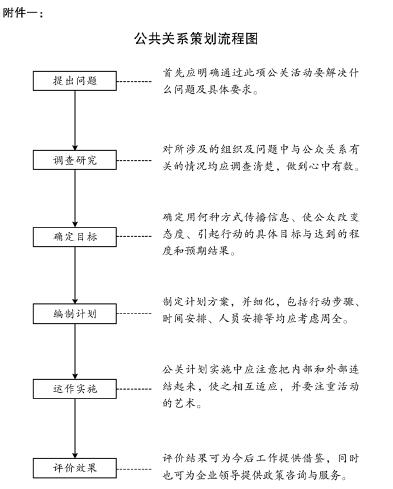 附件一：
公共关系策划流程图
提出问题
首先应明确通过此项公关活动要解决什
么问题及具体要求。
调查研究
对所涉及的组织及问题中与公众关系有
关的情况均应调查清楚，做到心中有数。
确定目标
确定用何种方式传播信息、使公众改变
态度、引起行动的具体目标与达到的程
度和预期结果。
编制计划
制定计划方案，并细化，包括行动步骤、
时间安排、人员安排等均应考虑周全。
运作实施
公关计划实施中应注意把内部和外部连
结起来，使之相互适应，并要注重活动
的艺术。
评价效果
评价结果可为今后工作提供借鉴，同时
也可为企业领导提供政策咨询与服务。